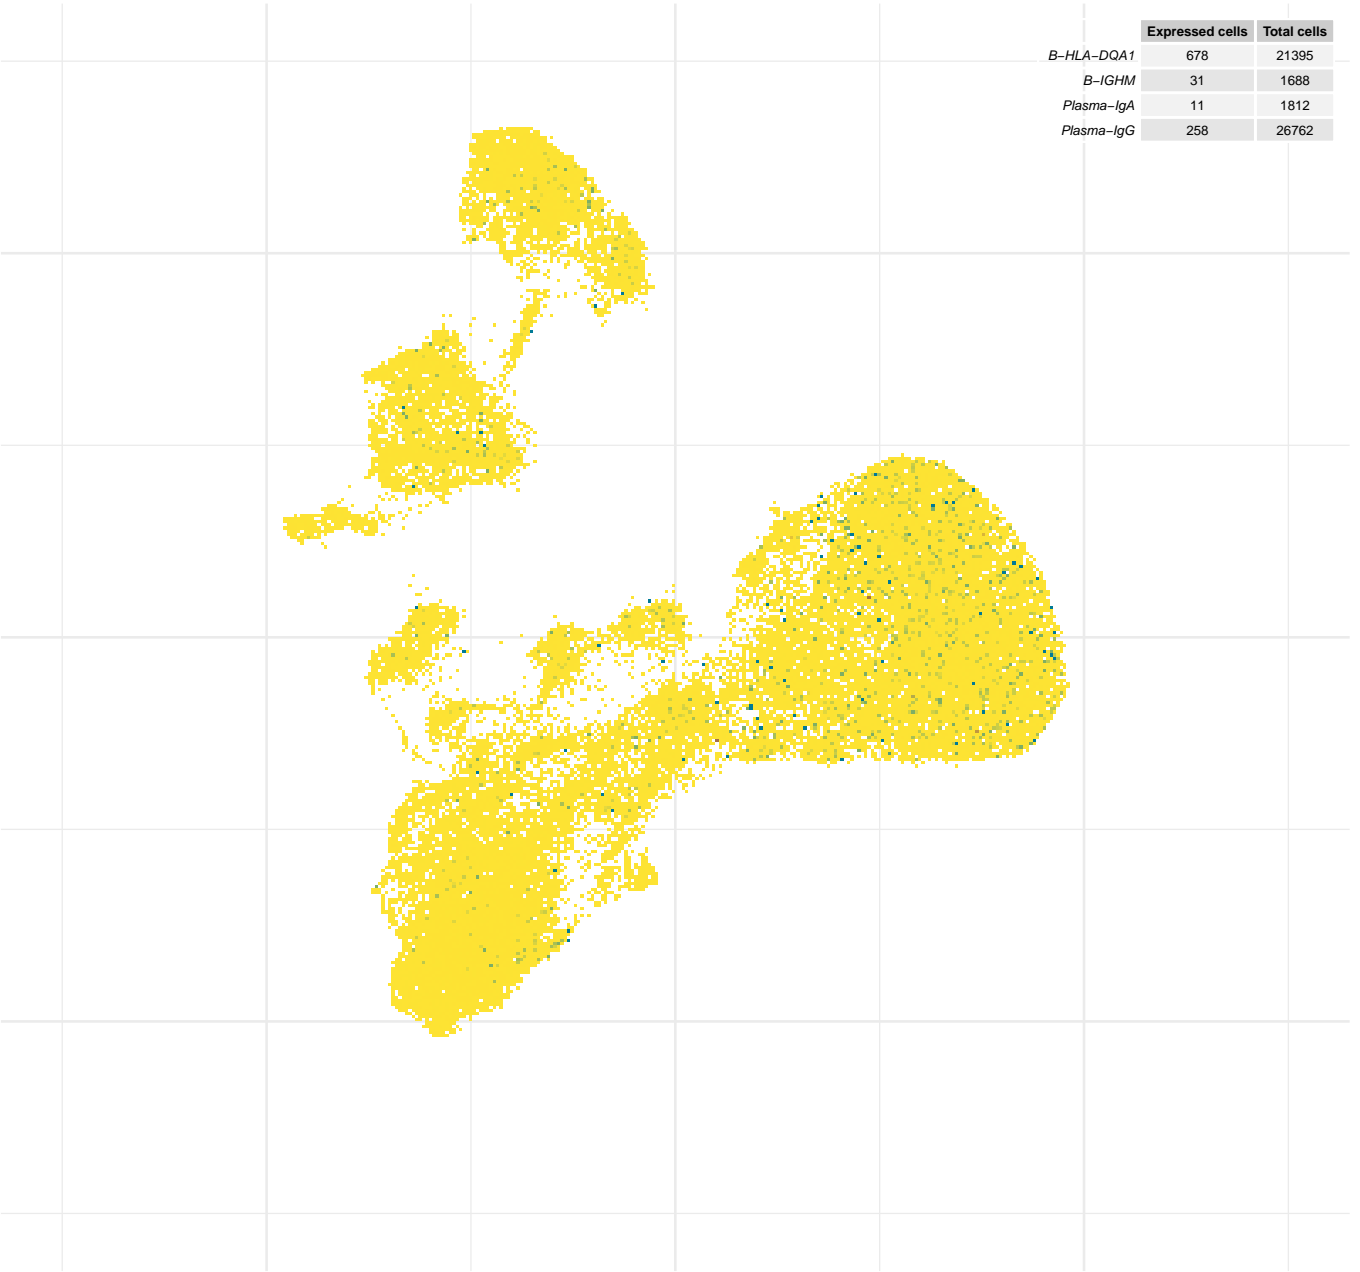 Expressed cells Total cells
B−HLA−DQA1 678 21395
B−IGHM 31 1688
Plasma−IgA 11 1812
Plasma−IgG 258 26762